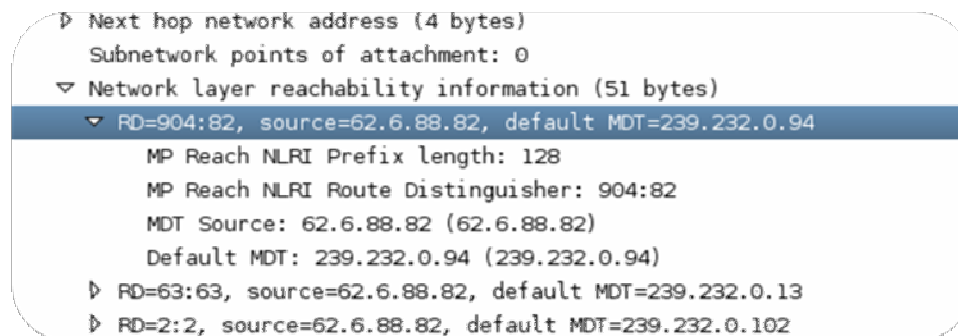 Next hop network address (4 bytes)
Subnetwork points of attachment: 0
Network layer reachability information (51 bytes)
RD=904:82, source=62.6.88.82, default MDT=239.232.0.94
MP Reach NLRI Prefix length: 128
MP Reach NLRI Route Distinguisher: 904:82
MDT Source: 62.6.88.82 (62.6.88.82)
Default MDT: 239.232.0.94 (239.232.0.94)
RD=63:63, source=62.6.88.82, default MDT=239.232.0.13
RD=2:2, source=62.6.88.82, default MDT=239.232.0.102